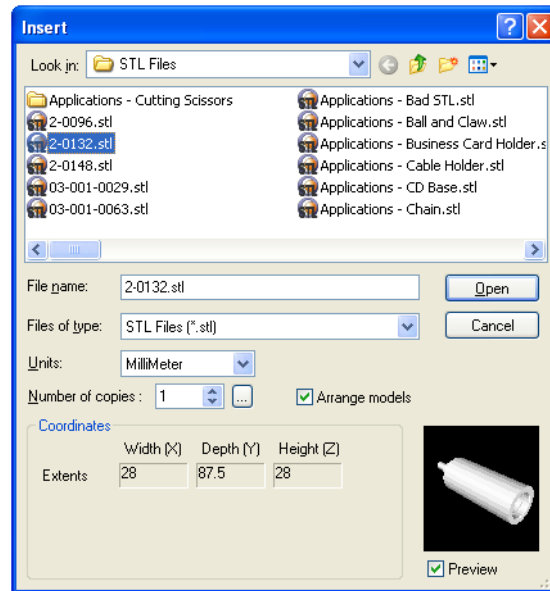 Insert
Look in: STL Files
Applications - Cutting Scissors
2-0096.stl
2-0132.stl
2-0148.stl
03-001-0029.stl
03-001-0063.stl
Applications - Bad STL.stl
Applications - Ball and Claw.stl
Applications - Business Card Holder.s
Applications - Cable Holder.stl
Applications - CD Base.stl
Applications - Chain.stl
File name: 2-0132.stl Open
Files of type: STL Files (*.stl) Cancel
Units: MilliMeter
Number of copies : 1 ... Arrange models
Coordinates
Width (X) Depth (Y) Height (Z)
Extents 28 87.5 28
Preview